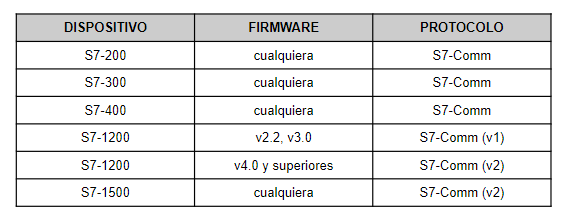 DISPOSITIVO FIRMWARE PROTOCOLO
S7-200 cualquiera S7-Comm
S7-300 cualquiera S7-Comm
S7-400 cualquiera S7-Comm
S7-1200 v2.2, v3.0 S7-Comm (v1)
S7-1200 v4.0 y superiores S7-Comm (v2)
S7-1500 cualquiera S7-Comm (v2)